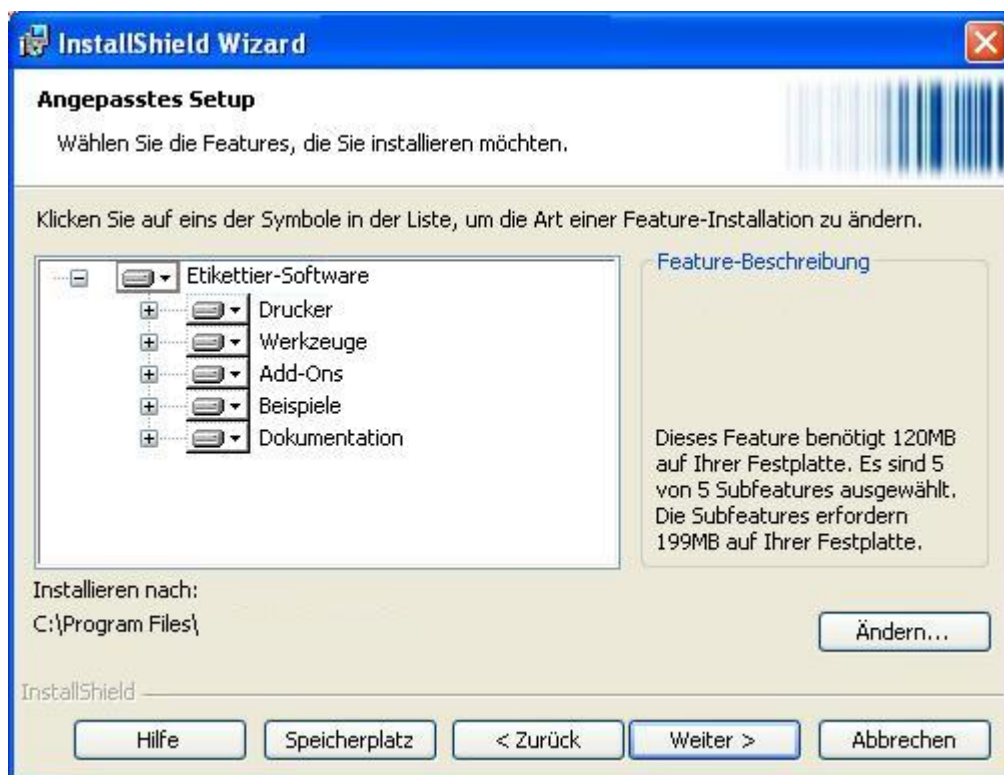 InstallShield Wizard
Angepasstes Setup
Wählen Sie die Features, die Sie installieren möchten.
Klicken Sie auf eins der Symbole in der Liste, um die Art einer Feature-Installation zu ändern.
Etikettier-Software
Drucker
Werkzeuge
Add-Ons
Beispiele
Dokumentation
Feature-Beschreibung
Dieses Feature benötigt 120MB
auf Ihrer Festplatte. Es sind 5
von 5 Subfeatures ausgewählt.
Die Subfeatures erfordern
199MB auf Ihrer Festplatte.
Installieren nach:
C:\Program Files\
Ändern...
InstallShield
Hilfe
Speicherplatz
< Zurück
Weiter >
Abbrechen